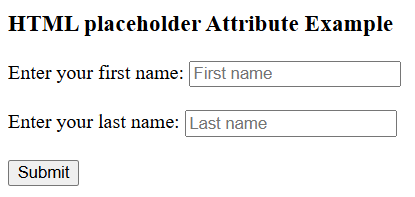 HTML placeholder Attribute Example
Enter your first name: First name
Enter your last name: Last name
Submit